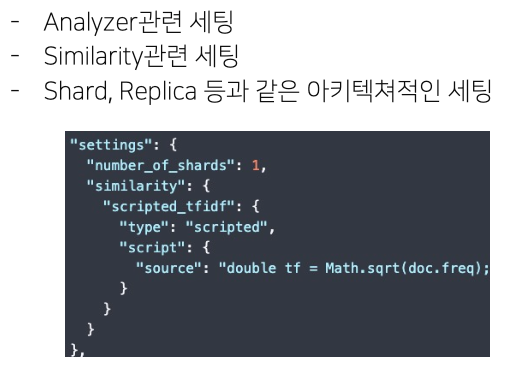 - Analyzer관련 세팅
- Similarity관련 세팅
- Shard, Replica 등과 같은 아키텍쳐적인 세팅
"settings": {
  "number_of_shards": 1,
  "similarity": {
    "scripted_tfidf": {
      "type": "scripted",
      "script": {
        "source": "double tf = Math.sqrt(doc.freq);
      }
    }
  }
},